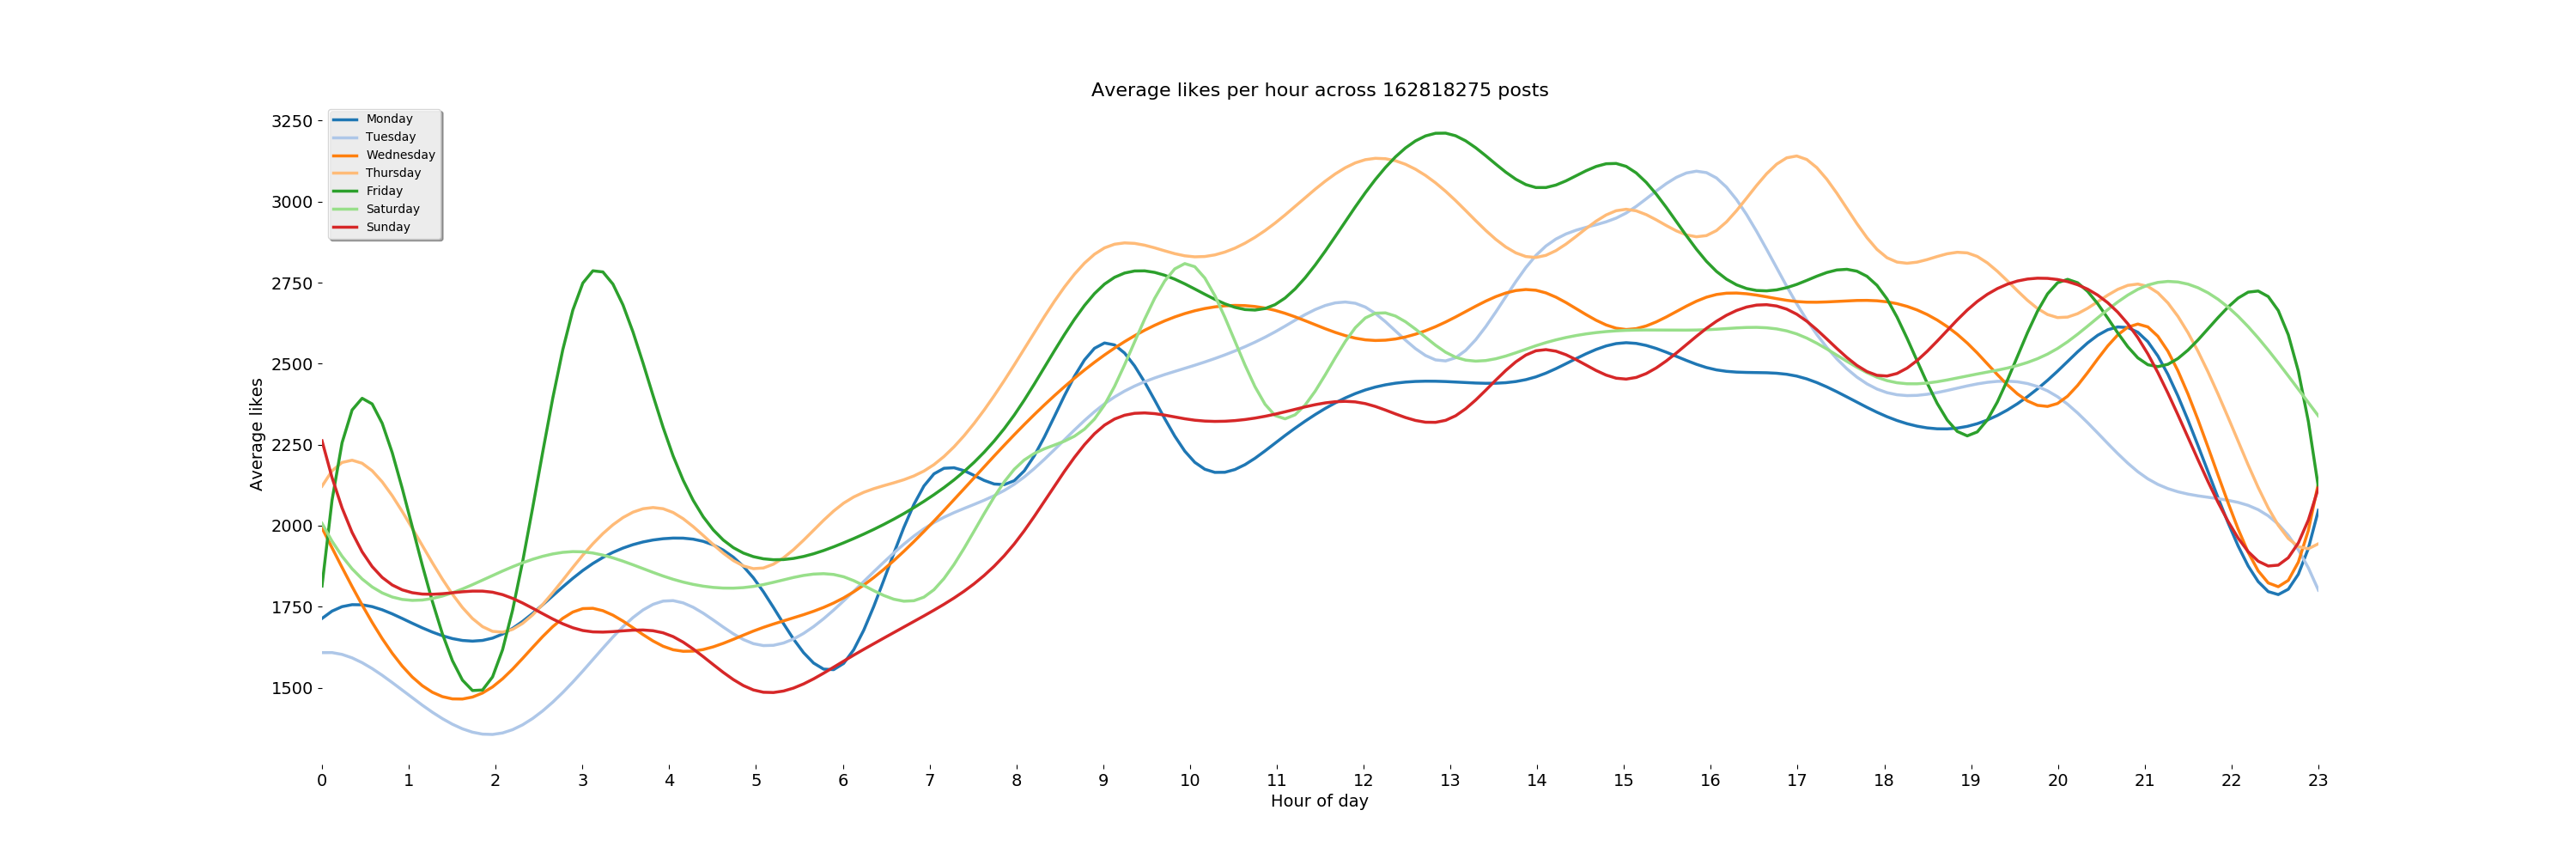 Average likes per hour across 162818275 posts
Monday
Tuesday
Wednesday
Thursday
Friday
Saturday
Sunday
3250
3000
2750
2500
2250
2000
1750
1500
Average likes
0 1 2 3 4 5 6 7 8 9 10 11 12 13 14 15 16 17 18 19 20 21 22 23
Hour of day